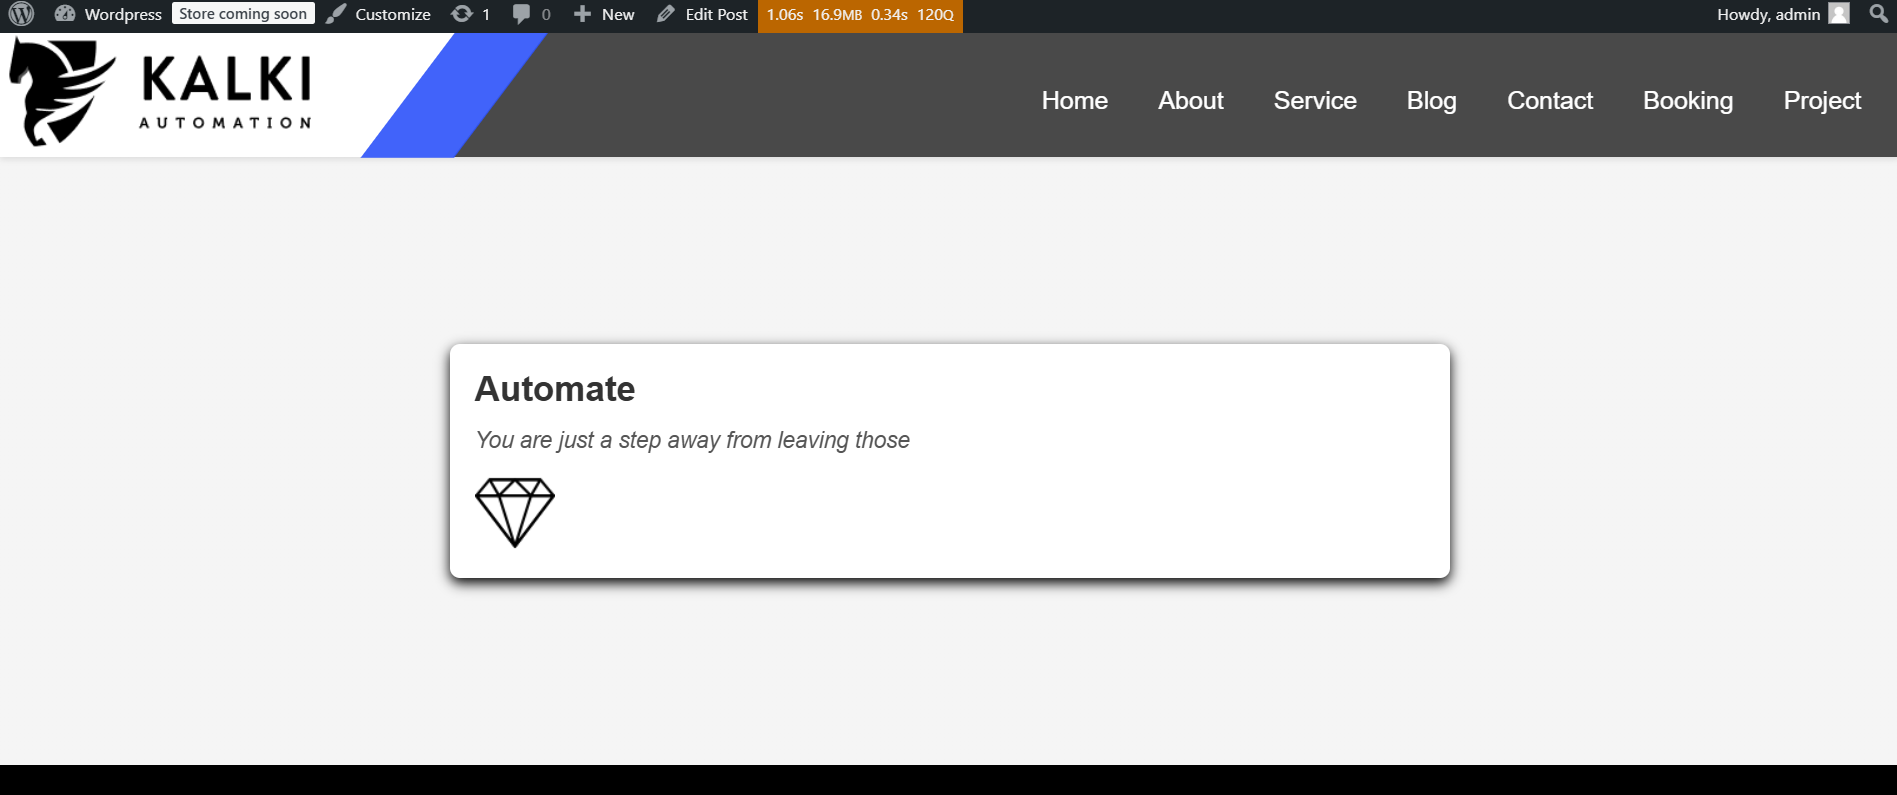 Wordpress Store coming soon Customize 1 0 New Edit Post 1.06s 16.9MB 0.34s 120Q Howdy, admin
KALKI
AUTOMATION
Home About Service Blog Contact Booking Project
Automate
You are just a step away from leaving those